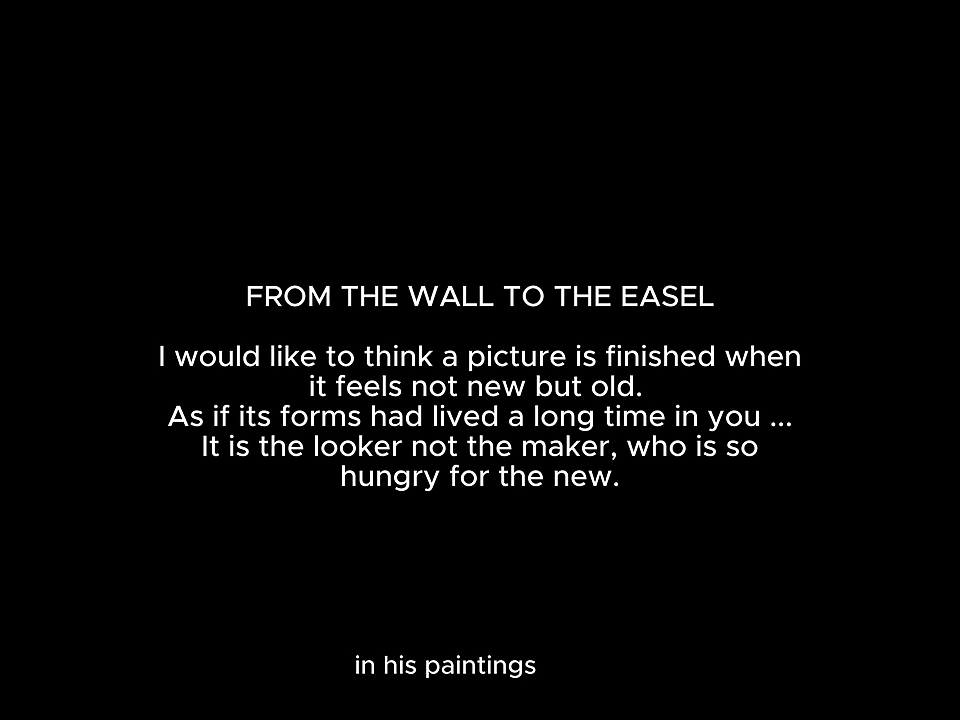 FROM THE WALL TO THE EASEL
I would like to think a picture is finished when
it feels not new but old.
As if its forms had lived a long time in you ...
It is the looker not the maker, who is so
hungry for the new.
in his paintings